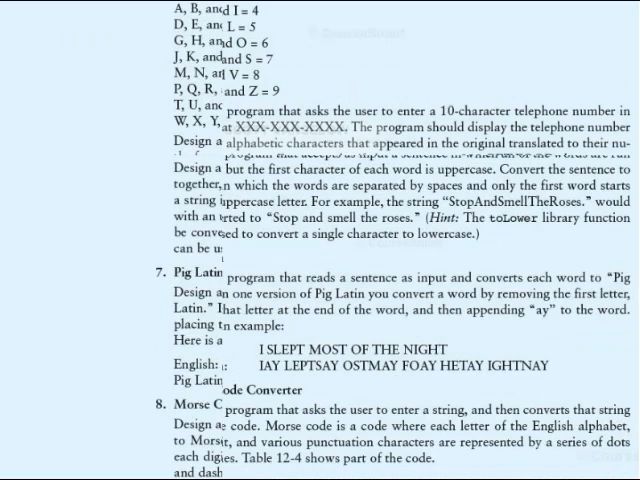 A, B, and I = 4
D, E, and L = 5
G, H, and O = 6
J, K, and and S = 7
M, N, and V = 8
P, Q, R, and Z = 9
T, U, and program that asks the user to enter a 10-character telephone number in
W, X, Y, at XXX-XXX-XXXX. The program should display the telephone number
Design a alphabetic characters that appeared in the original translated to their nu-
Design a but the first character of each word is uppercase. Convert the sentence to
together, n which the words are separated by spaces and only the first word starts
a string uppercase letter. For example, the string “StopAndSmellTheRoses.” would
with an erted to “Stop and smell the roses.” (Hint: The toLower library function
be conve sed to convert a single character to lowercase.)
can be u
7. Pig Latin program that reads a sentence as input and converts each word to “Pig
Design a n one version of Pig Latin you convert a word by removing the first letter,
Latin.” I hat letter at the end of the word, and then appending “ay” to the word.
placing t n example:
Here is a
I SLEPT MOST OF THE NIGHT
English: IAY LEPTSAY OSTMAY FOAY HETAY IGHTNAY
Pig Latin
ode Converter
8. Morse C program that asks the user to enter a string, and then converts that string
Design a e code. Morse code is a code where each letter of the English alphabet,
to Morse it, and various punctuation characters are represented by a series of dots
each digi es. Table 12-4 shows part of the code.
and dash